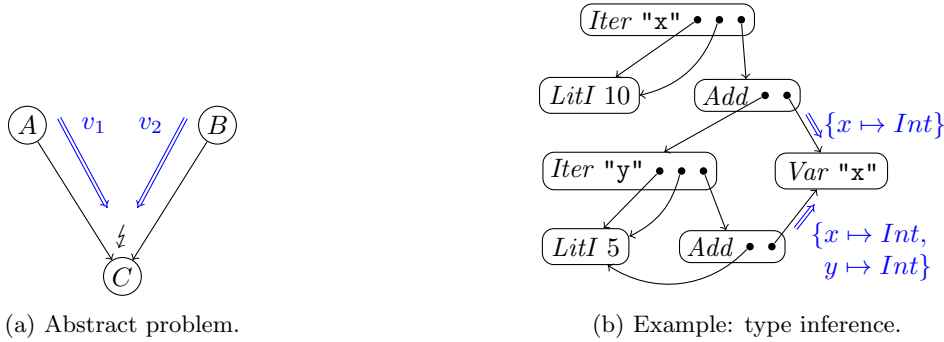 Iter "x"
LitI 10
Add
A
v₁
v₂
B
{x ↦ Int}
Iter "y"
Var "x"
LitI 5
Add
{x ↦ Int,
y ↦ Int}
C
(a) Abstract problem.
(b) Example: type inference.